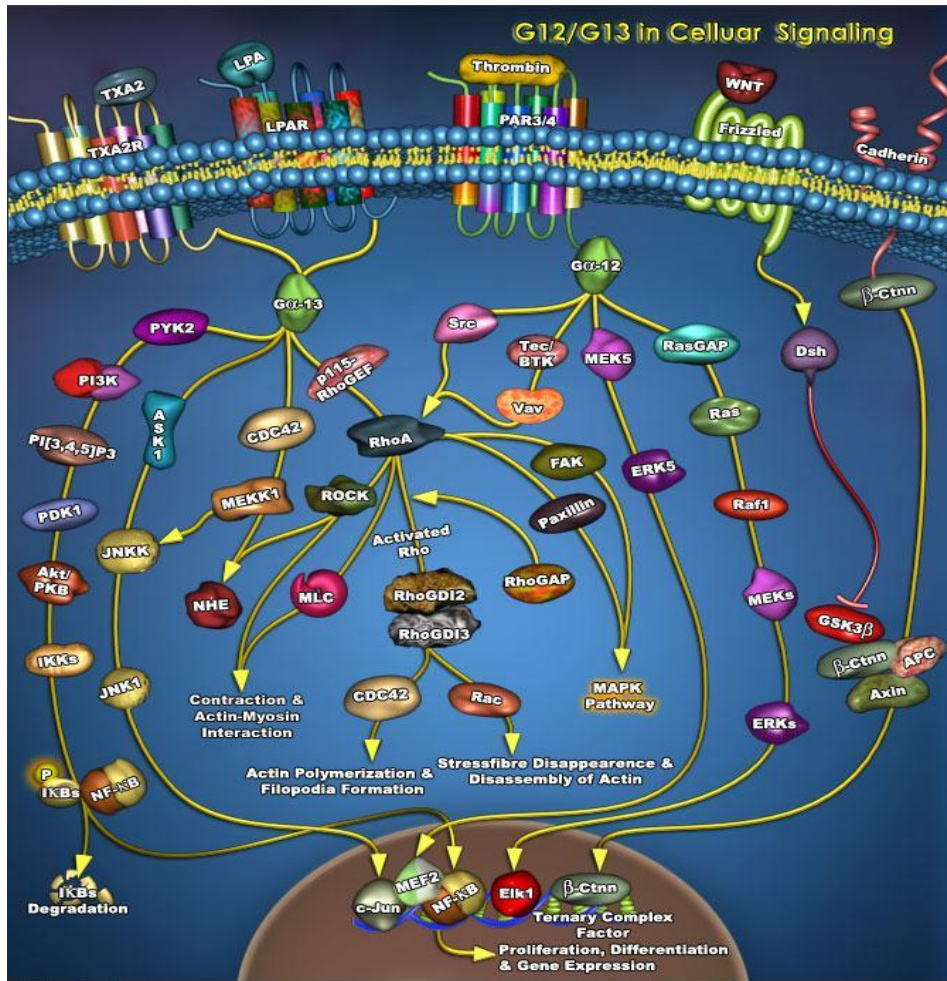 G12/G13 in Celluar Signaling
TXA2
LPA
Thrombin
WNT
TXA2R
LPAR
PAR3/4
Frizzled
Cadherin
Gα-13
Gα-12
β-Ctnn
PYK2
Src
Tec/
BTK
MEK5
RasGAP
Dsh
PI3K
p115-
RhoGEF
Vav
ASK1
CDC42
RhoA
Ras
PI[3,4,5]P3
FAK
ERK5
MEKK1
ROCK
Paxillin
Raf1
PDK1
JNKK
Activated
Rho
RhoGAP
Akt/
PKB
NHE
MLC
RhoGDI2
MEKs
RhoGDI3
GSK3β
IKKs
β-Ctnn
APC
JNK1
Contraction &
Actin-Myosin
Interaction
CDC42
Rac
MAPK
Pathway
Axin
ERKs
Actin Polymerization &
Filopodia Formation
Stressfibre Disappearence &
Disassembly of Actin
P
IKBs
NF-KB
IKBs
Degradation
c-Jun
MEF2
NF-KB
Elk1
β-Ctnn
Ternary Complex
Factor
Proliferation, Differentiation
& Gene Expression